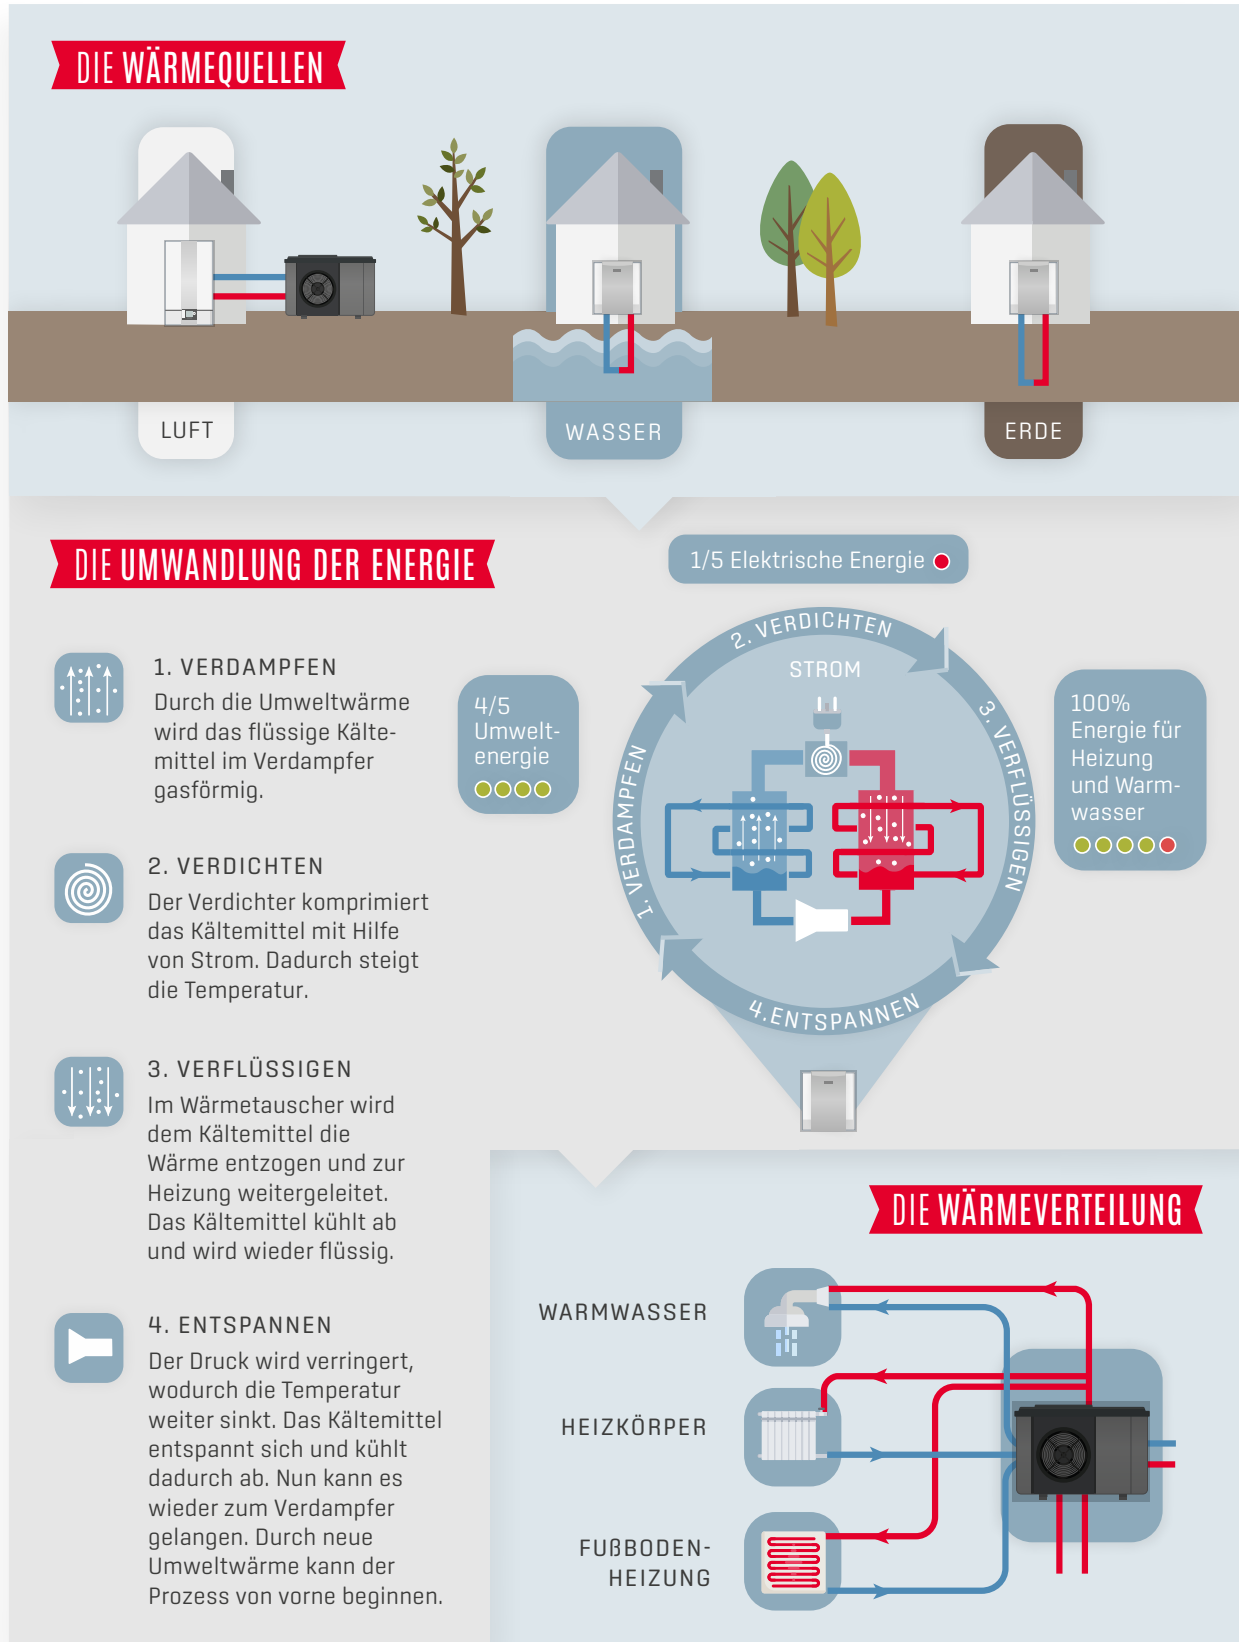 DIE WÄRMEQUELLEN
LUFT
WASSER
ERDE
DIE UMWANDLUNG DER ENERGIE
1. VERDAMPFEN
Durch die Umweltwärme
wird das flüssige Kälte-
mittel im Verdampfer
gasförmig.
2. VERDICHTEN
Der Verdichter komprimiert
das Kältemittel mit Hilfe
von Strom. Dadurch steigt
die Temperatur.
3. VERFLÜSSIGEN
Im Wärmetauscher wird
dem Kältemittel die
Wärme entzogen und zur
Heizung weitergeleitet.
Das Kältemittel kühlt ab
und wird wieder flüssig.
4. ENTSPANNEN
Der Druck wird verringert,
wodurch die Temperatur
weiter sinkt. Das Kältemittel
entspannt sich und kühlt
dadurch ab. Nun kann es
wieder zum Verdampfer
gelangen. Durch neue
Umweltwärme kann der
Prozess von vorne beginnen.
1/5 Elektrische Energie
4/5
Umwelt-
energie
1. VERDAMPFEN
2. VERDICHTEN
STROM
3. VERFLÜSSIGEN
4. ENTSPANNEN
100%
Energie für
Heizung
und Warm-
wasser
DIE WÄRMEVERTEILUNG
WARMWASSER
HEIZKÖRPER
FUẞBODEN-
HEIZUNG